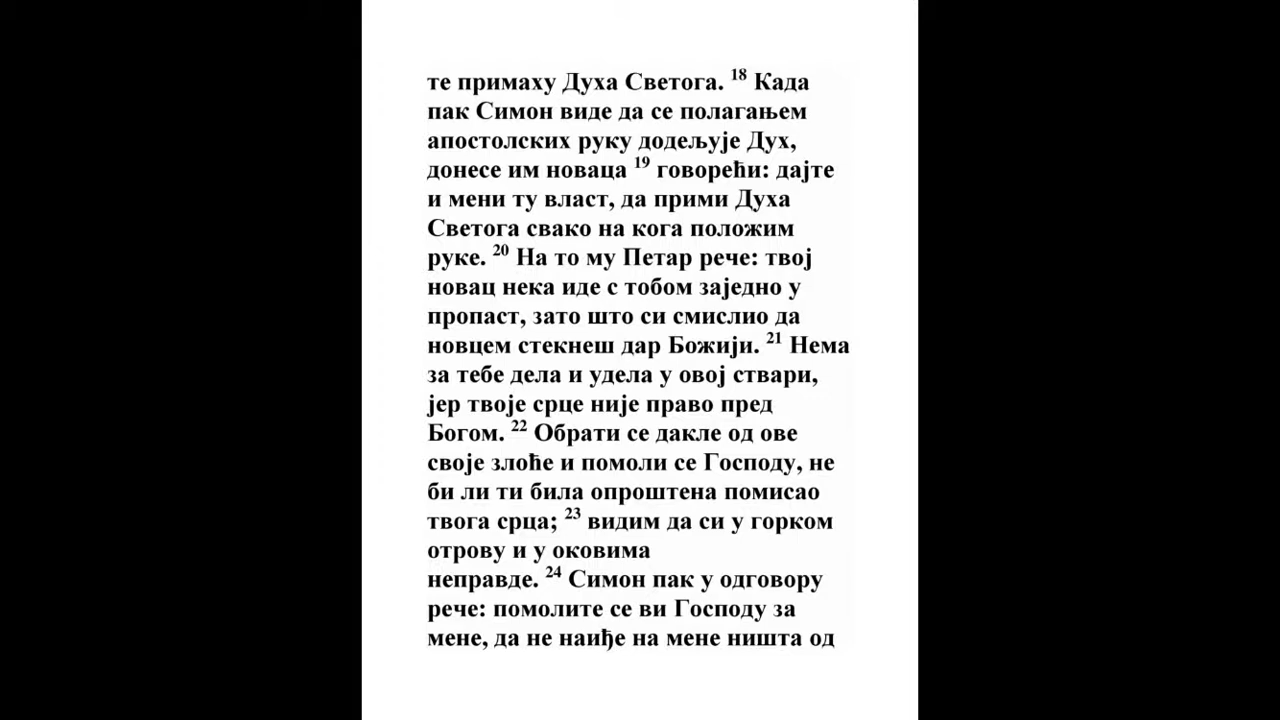 те примаху Духа Светога. 18 Када
пак Симон виде да се полагањем
апостолских руку додељује Дух,
донесе им новаца 19 говорећи: дајте
и мени ту власт, да прими Духа
Светога свако на кога положим
руке. 20 На то му Петар рече: твој
новац нека иде с тобом заједно у
пропаст, зато што си смислио да
новцем стекнеш дар Божији. 21 Нема
за тебе дела и удела у овој ствари,
јер твоје срце није право пред
Богом. 22 Обрати се дакле од ове
своје злоће и помоли се Господу, не
би ли ти била опроштена помисао
твога срца; 23 видим да си у горком
отрову и у оковима
неправде. 24 Симон пак у одговору
рече: помолите се ви Господу за
мене, да не наиђе на мене ништа од